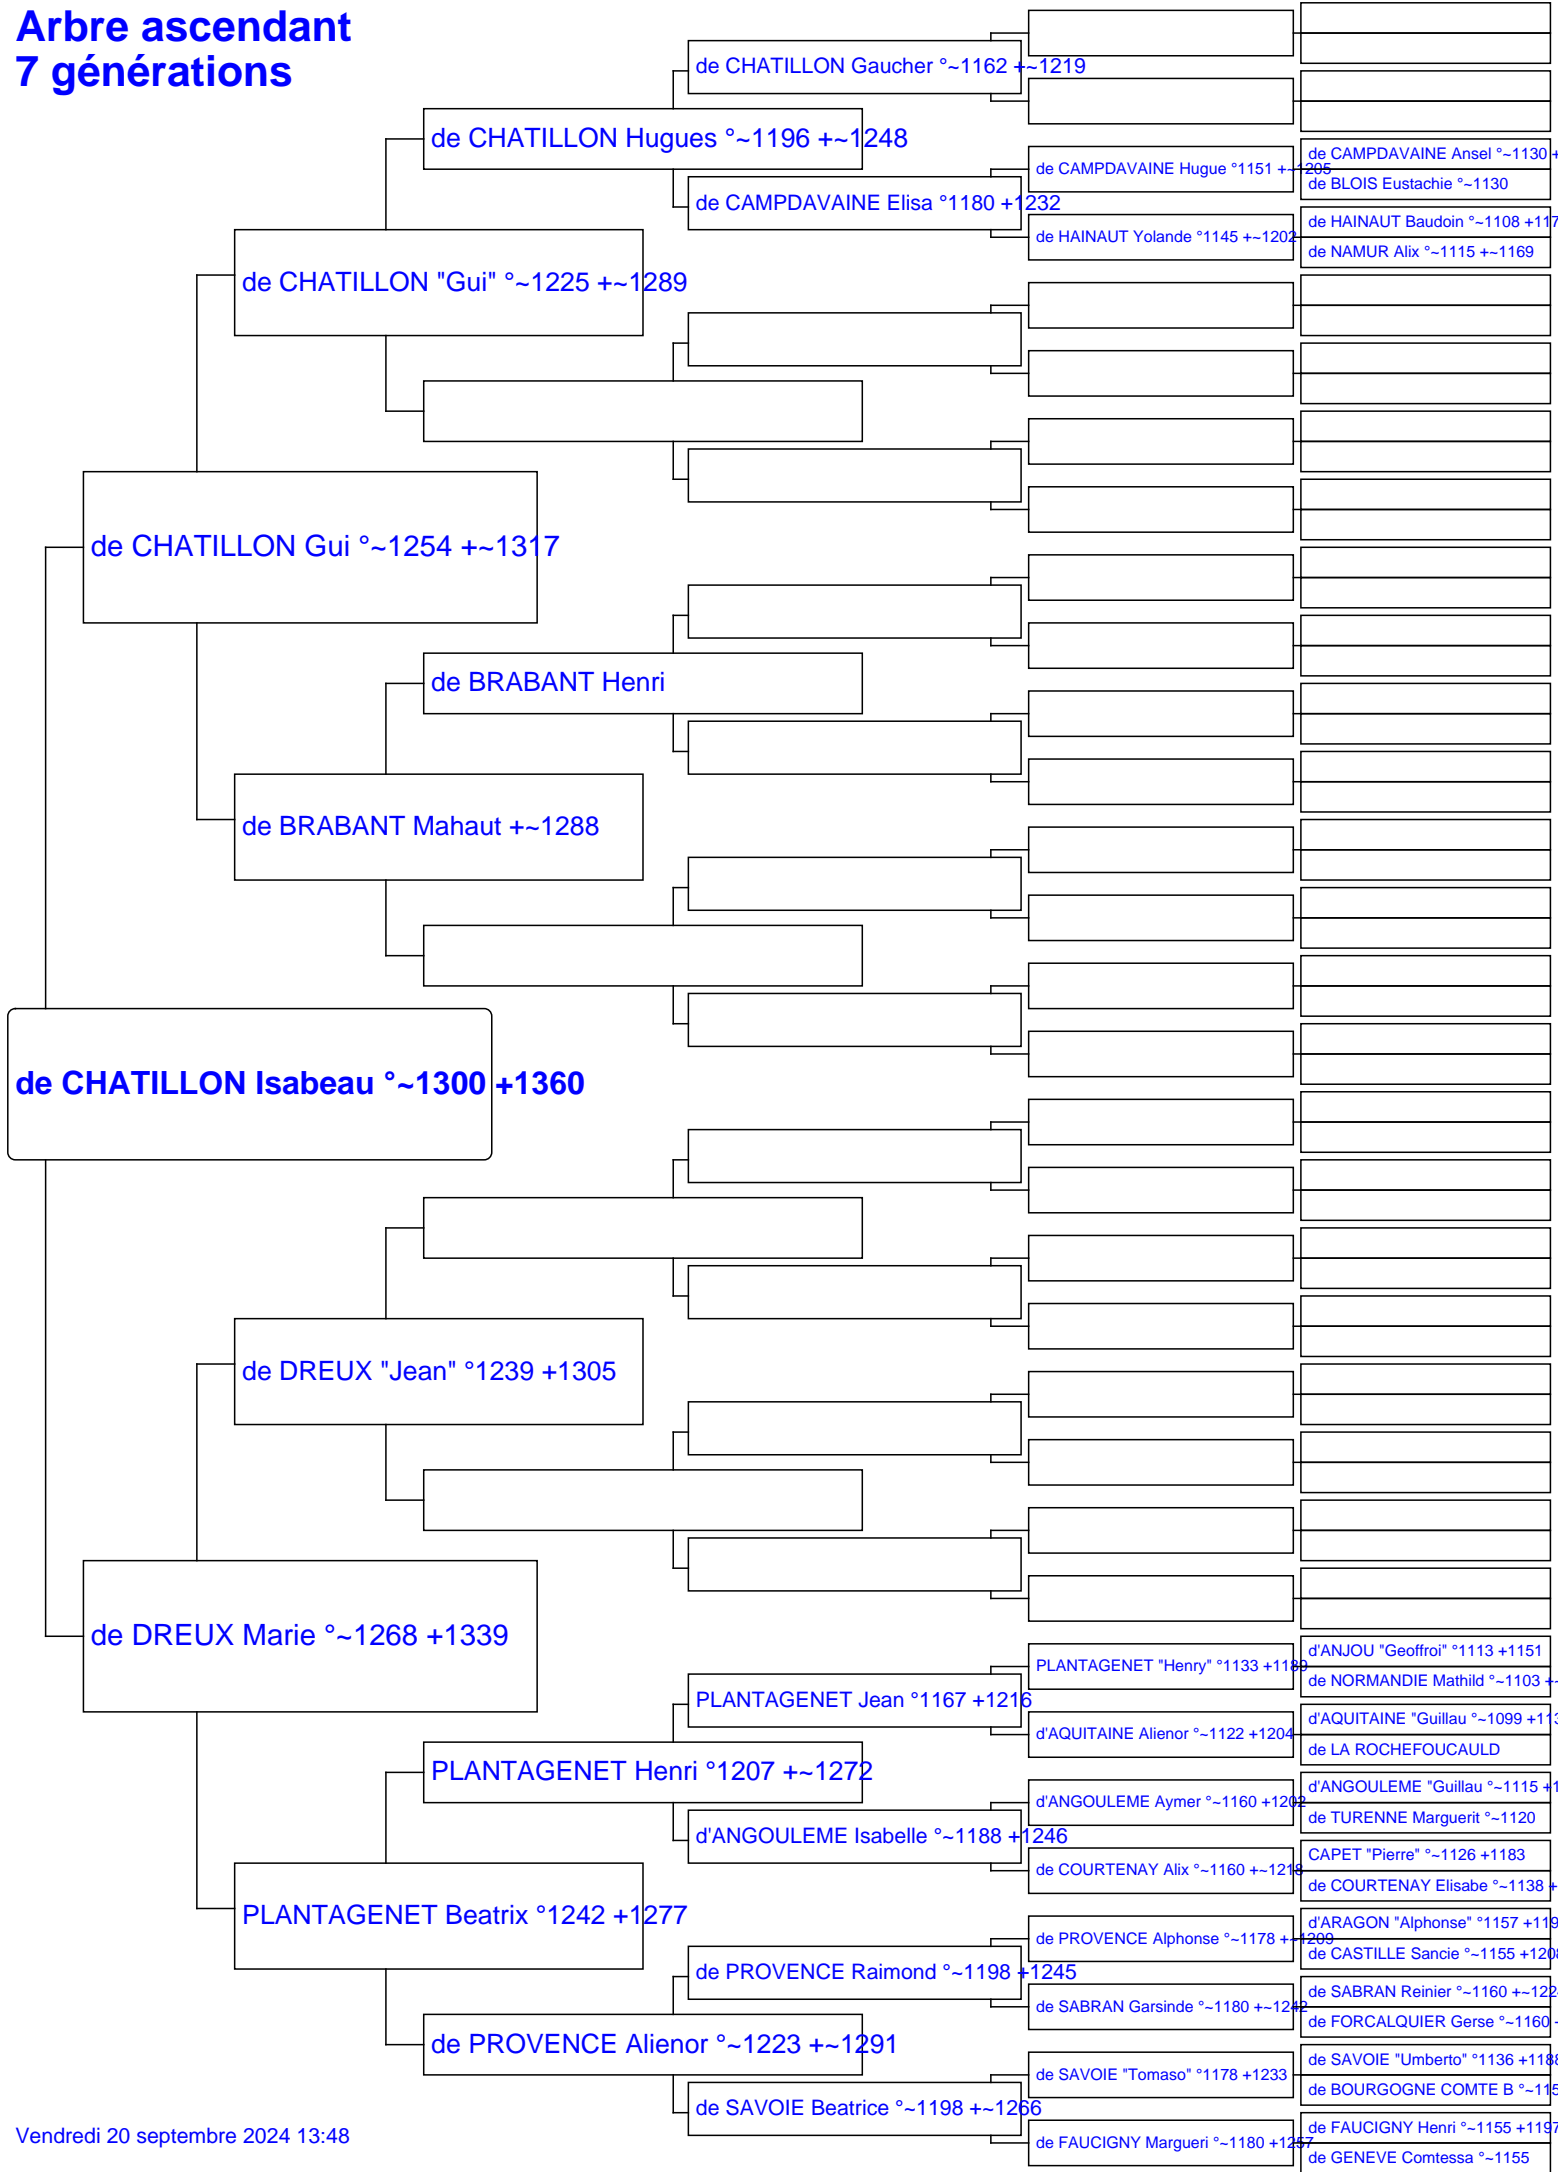 Arbre ascendant
7 générations
de CHATILLON Gaucher °~1162 +~1219
de CHATILLON Hugues °~1196 +~1248
de CAMPDAVAINE Ansel °~1130 +
de CAMPDAVAINE Hugue °1151 +~1205
de BLOIS Eustachie °~1130
de CAMPDAVAINE Elisa °1180 +1232
de HAINAUT Baudoin °~1108 +117
de HAINAUT Yolande °1145 +~1202
de NAMUR Alix °~1115 +~1169
de CHATILLON "Gui" °~1225 +~1289
de CHATILLON Gui °~1254 +~1317
de BRABANT Henri
de BRABANT Mahaut +~1288
de CHATILLON Isabeau °~1300 +1360
de DREUX "Jean" °1239 +1305
de DREUX Marie °~1268 +1339
d'ANJOU "Geoffroi" °1113 +1151
PLANTAGENET "Henry" °1133 +1189
de NORMANDIE Mathild °~1103 +~
PLANTAGENET Jean °1167 +1216
d'AQUITAINE "Guillau °~1099 +113
d'AQUITAINE Alienor °~1122 +1204
de LA ROCHEFOUCAULD
PLANTAGENET Henri °1207 +~1272
d'ANGOULEME "Guillau °~1115 +1
d'ANGOULEME Aymer °~1160 +1202
de TURENNE Marguerit °~1120
d'ANGOULEME Isabelle °~1188 +1246
CAPET "Pierre" °~1126 +1183
de COURTENAY Alix °~1160 +~1218
de COURTENAY Elisabe °~1138 +
PLANTAGENET Beatrix °1242 +1277
d'ARAGON "Alphonse" °1157 +119
de PROVENCE Alphonse °~1178 +~1209
de CASTILLE Sancie °~1155 +1208
de PROVENCE Raimond °~1198 +1245
de SABRAN Reinier °~1160 +~122
de SABRAN Garsinde °~1180 +~1242
de FORCALQUIER Gerse °~1160 +
de PROVENCE Alienor °~1223 +~1291
de SAVOIE "Umberto" °1136 +1188
de SAVOIE "Tomaso" °1178 +1233
de BOURGOGNE COMTE B °~115
de SAVOIE Beatrice °~1198 +~1266
de FAUCIGNY Henri °~1155 +1197
de FAUCIGNY Margueri °~1180 +1257
de GENEVE Comtessa °~1155
Vendredi 20 septembre 2024 13:48